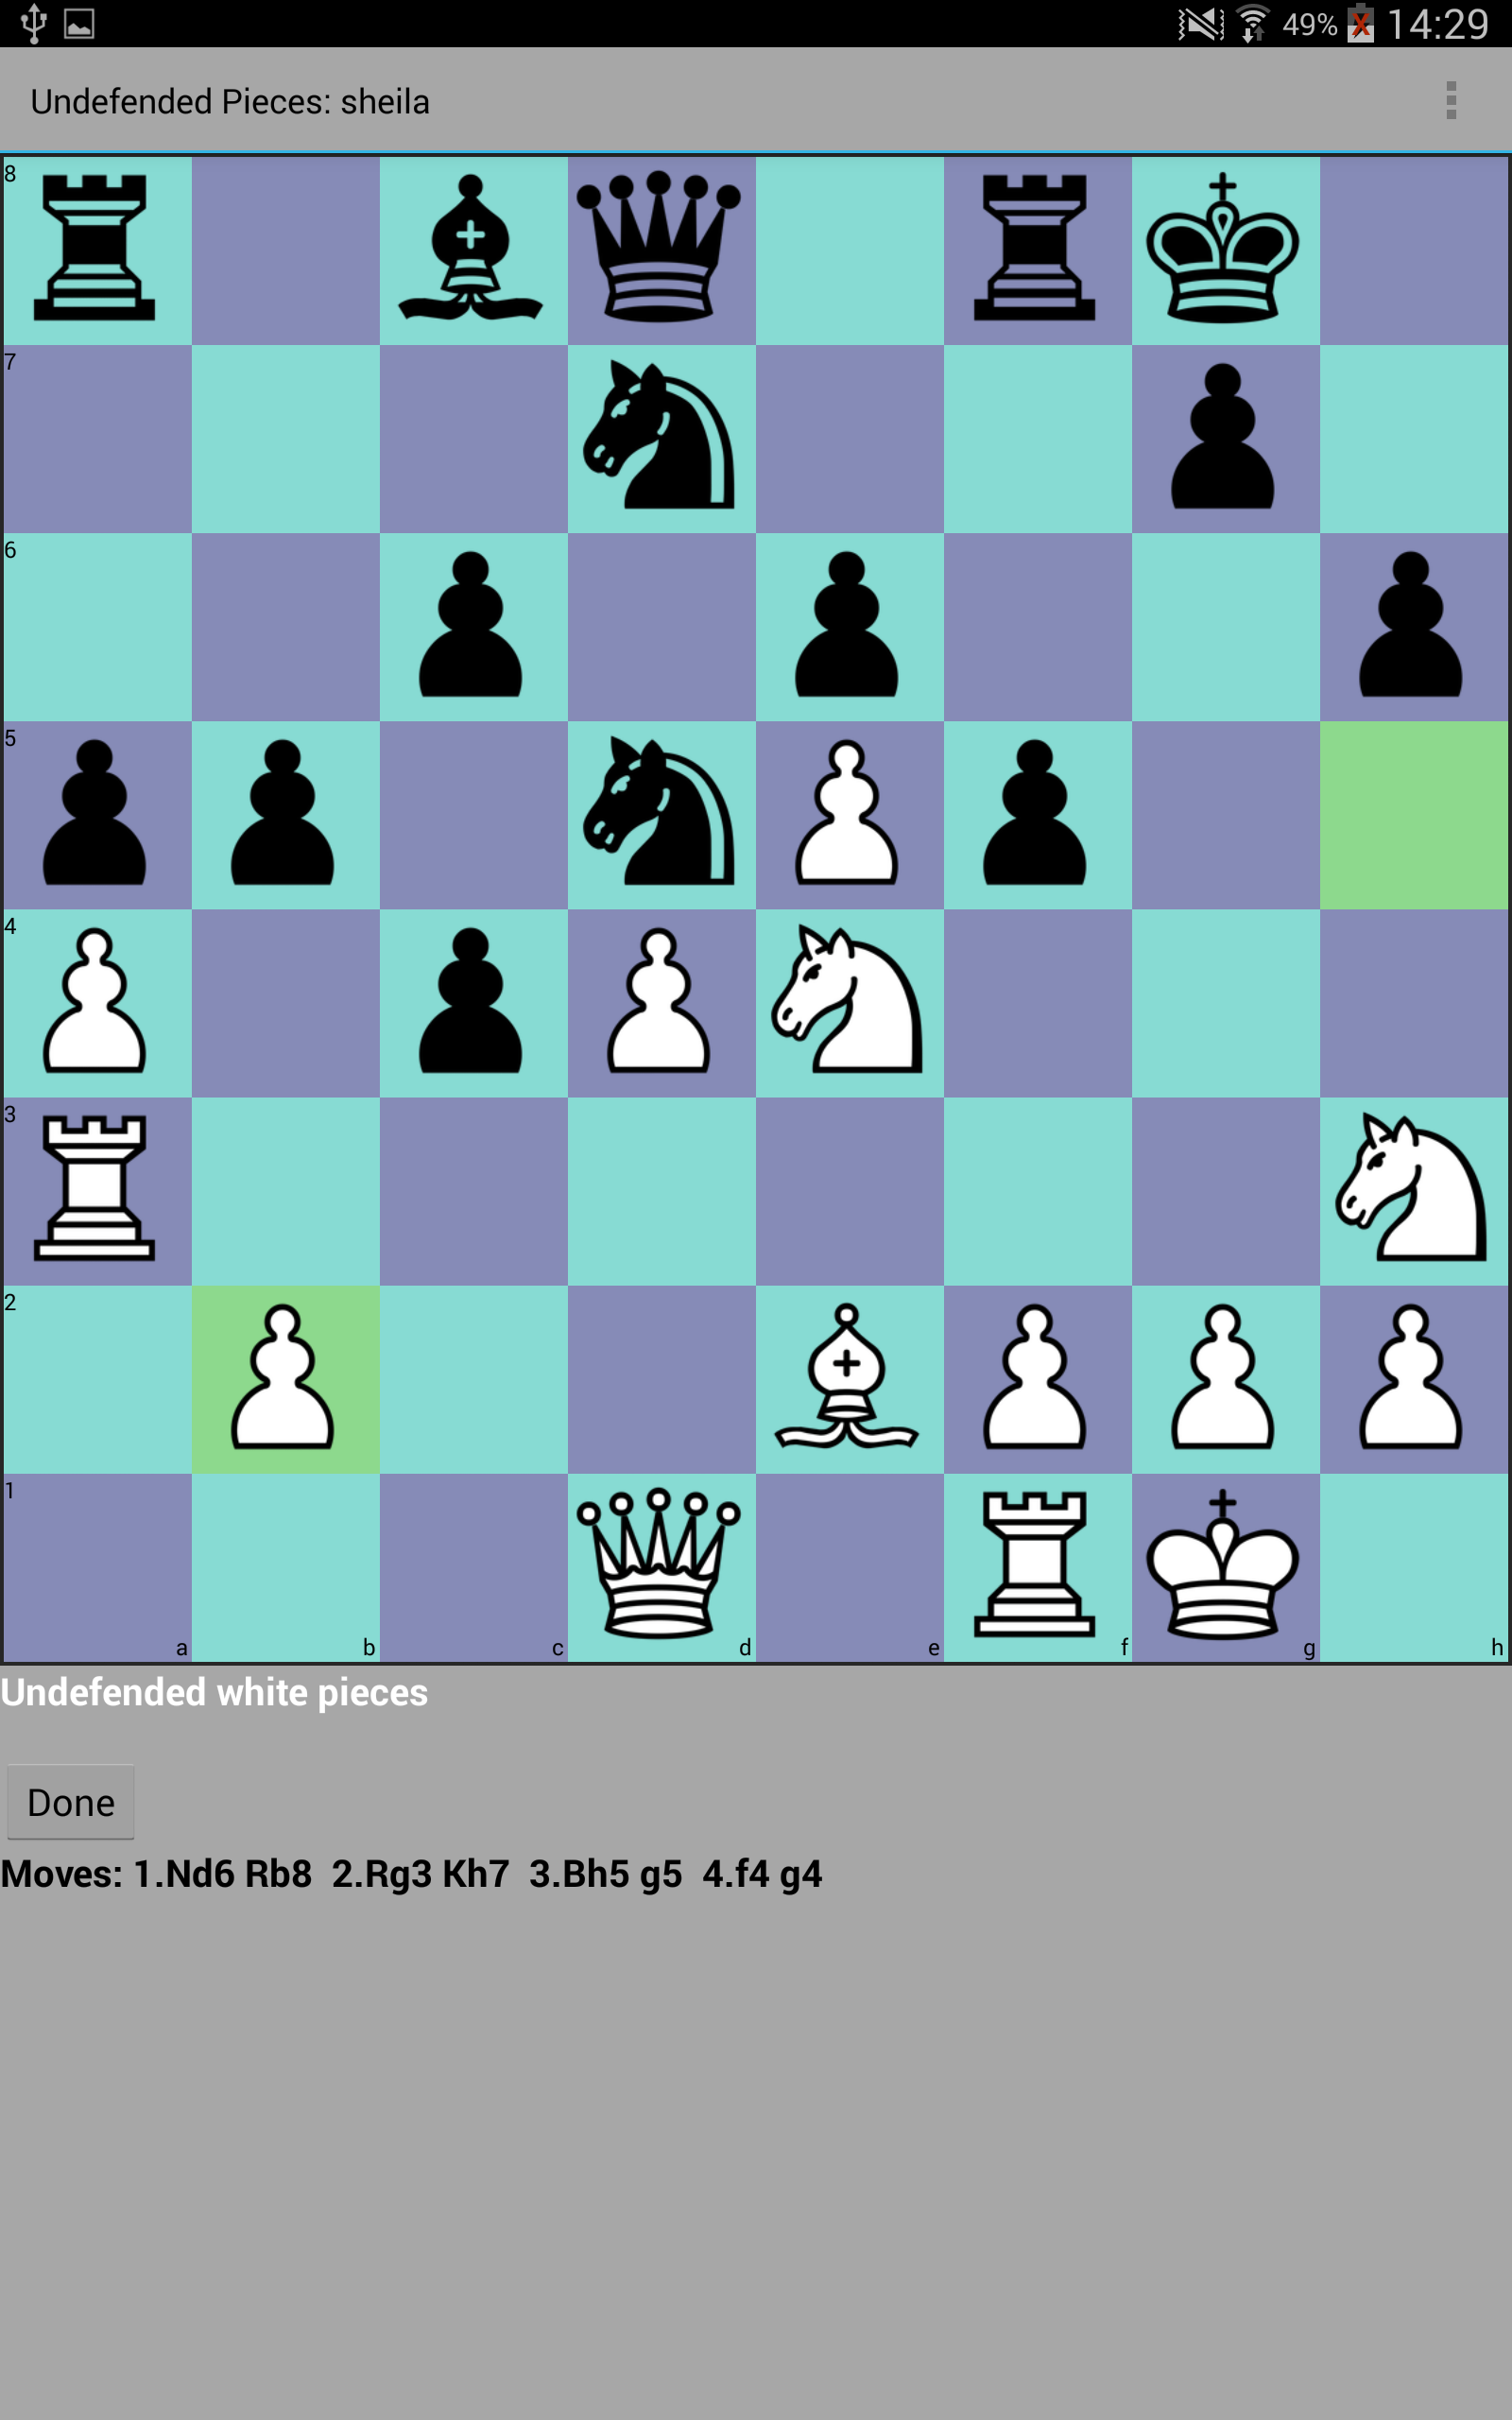 49% 14:29
Undefended Pieces: sheila
8
7
6
5
4
3
2
1
a b c d e f g h
Undefended white pieces
Done
Moves: 1.Nd6 Rb8 2.Rg3 Kh7 3.Bh5 g5 4.f4 g4